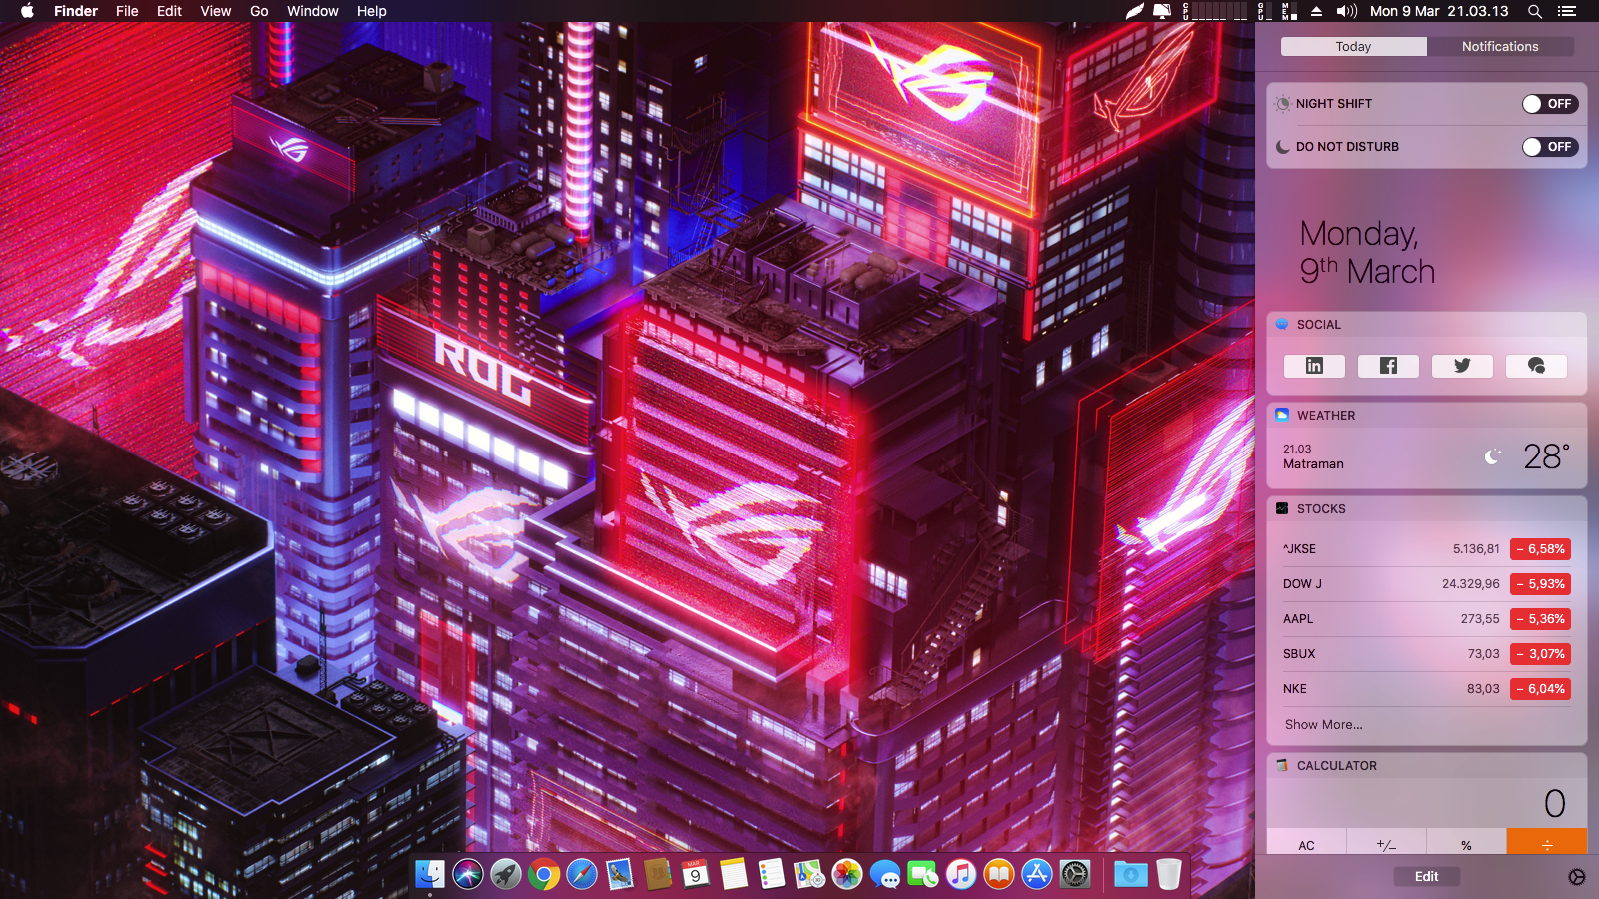 Finder File Edit View Go Window Help
CPU GPU MEM Mon 9 Mar 21.03.13
Today Notifications
NIGHT SHIFT OFF
DO NOT DISTURB OFF
Monday,
9th March
SOCIAL
WEATHER
21.03
Matraman
28°
STOCKS
^JKSE 5.136,81 − 6,58%
DOW J 24.329,96 − 5,93%
AAPL 273,55 − 5,36%
SBUX 73,03 − 3,07%
NKE 83,03 − 6,04%
Show More...
CALCULATOR
0
AC +/− % ÷
Edit
ROG
MAR
9